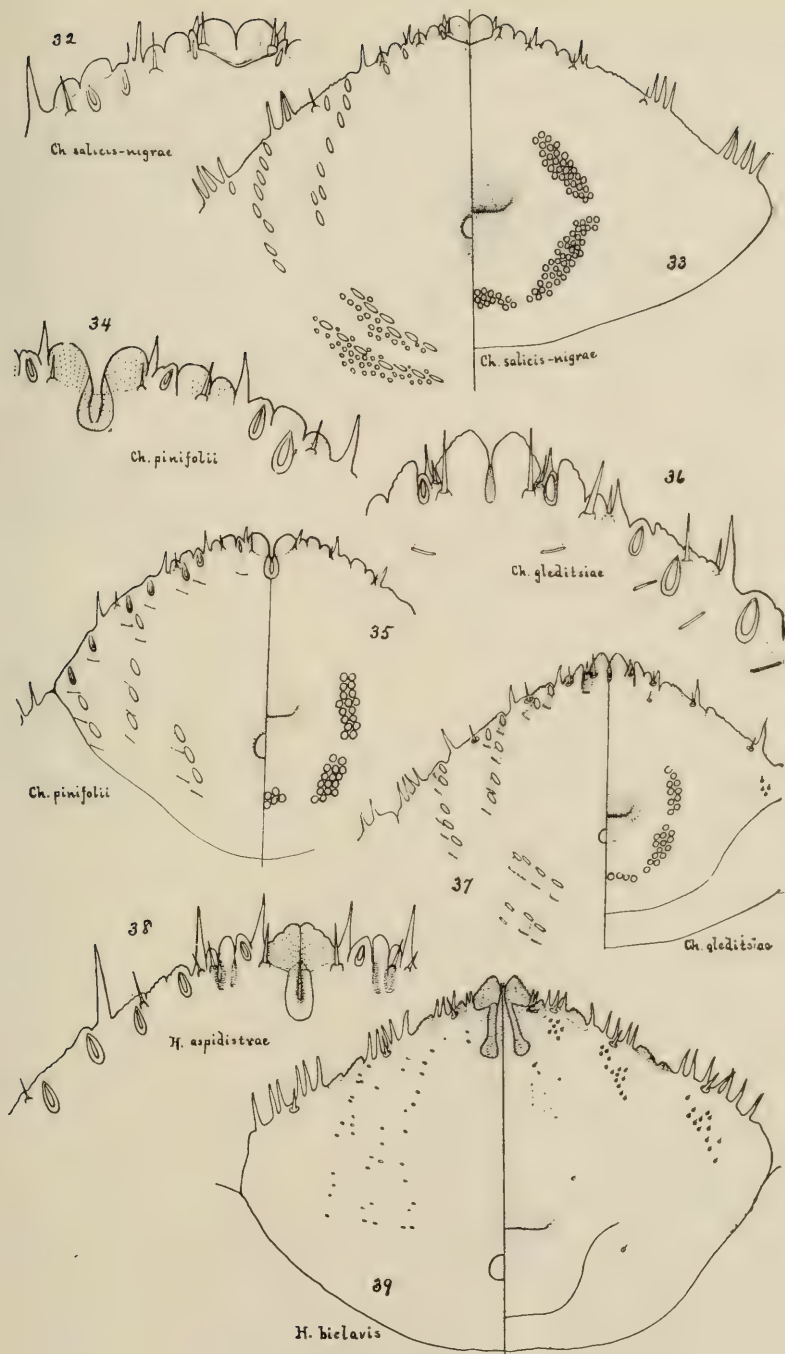 32
Ch. salicis-nigrae
33
Ch. salicis-nigrae
34
Ch. pinifolii
36
Ch. gleditsiae
35
Ch. pinifolii
37
Ch. gleditsiae
38
H. aspidistrae
39
H. biclavis